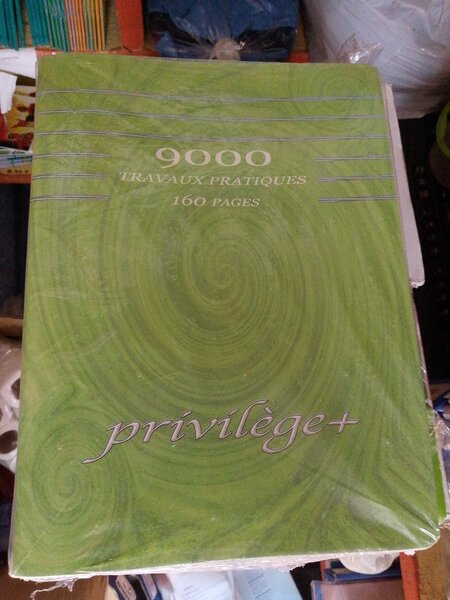 9000
TRAVAUX PRATIQUES
160 PAGES
privilège+